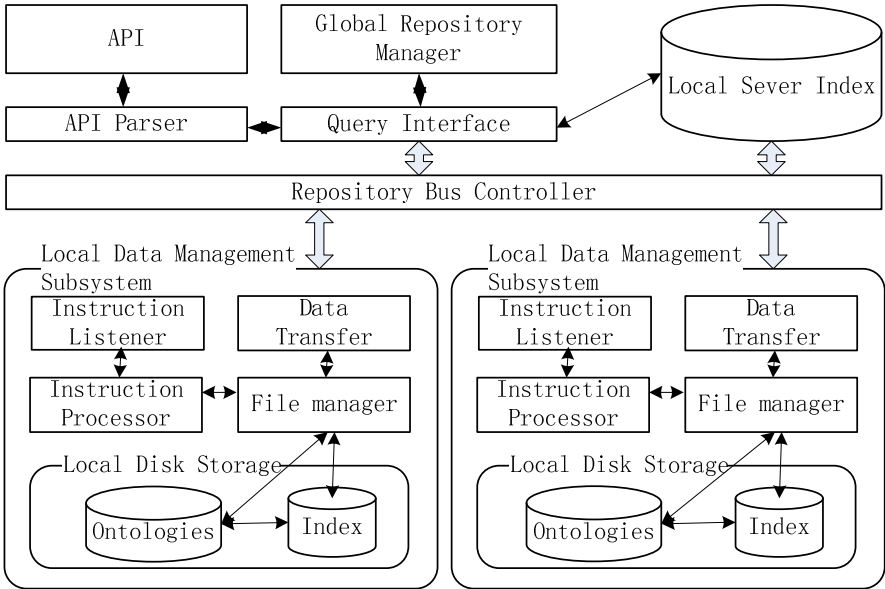 API
Global Repository
Manager
Local Sever Index
API Parser
Query Interface
Repository Bus Controller
Local Data Management
Subsystem
Instruction
Listener
Data
Transfer
Instruction
Processor
File manager
Local Disk Storage
Ontologies
Index
Local Data Management
Subsystem
Instruction
Listener
Data
Transfer
Instruction
Processor
File manager
Local Disk Storage
Ontologies
Index